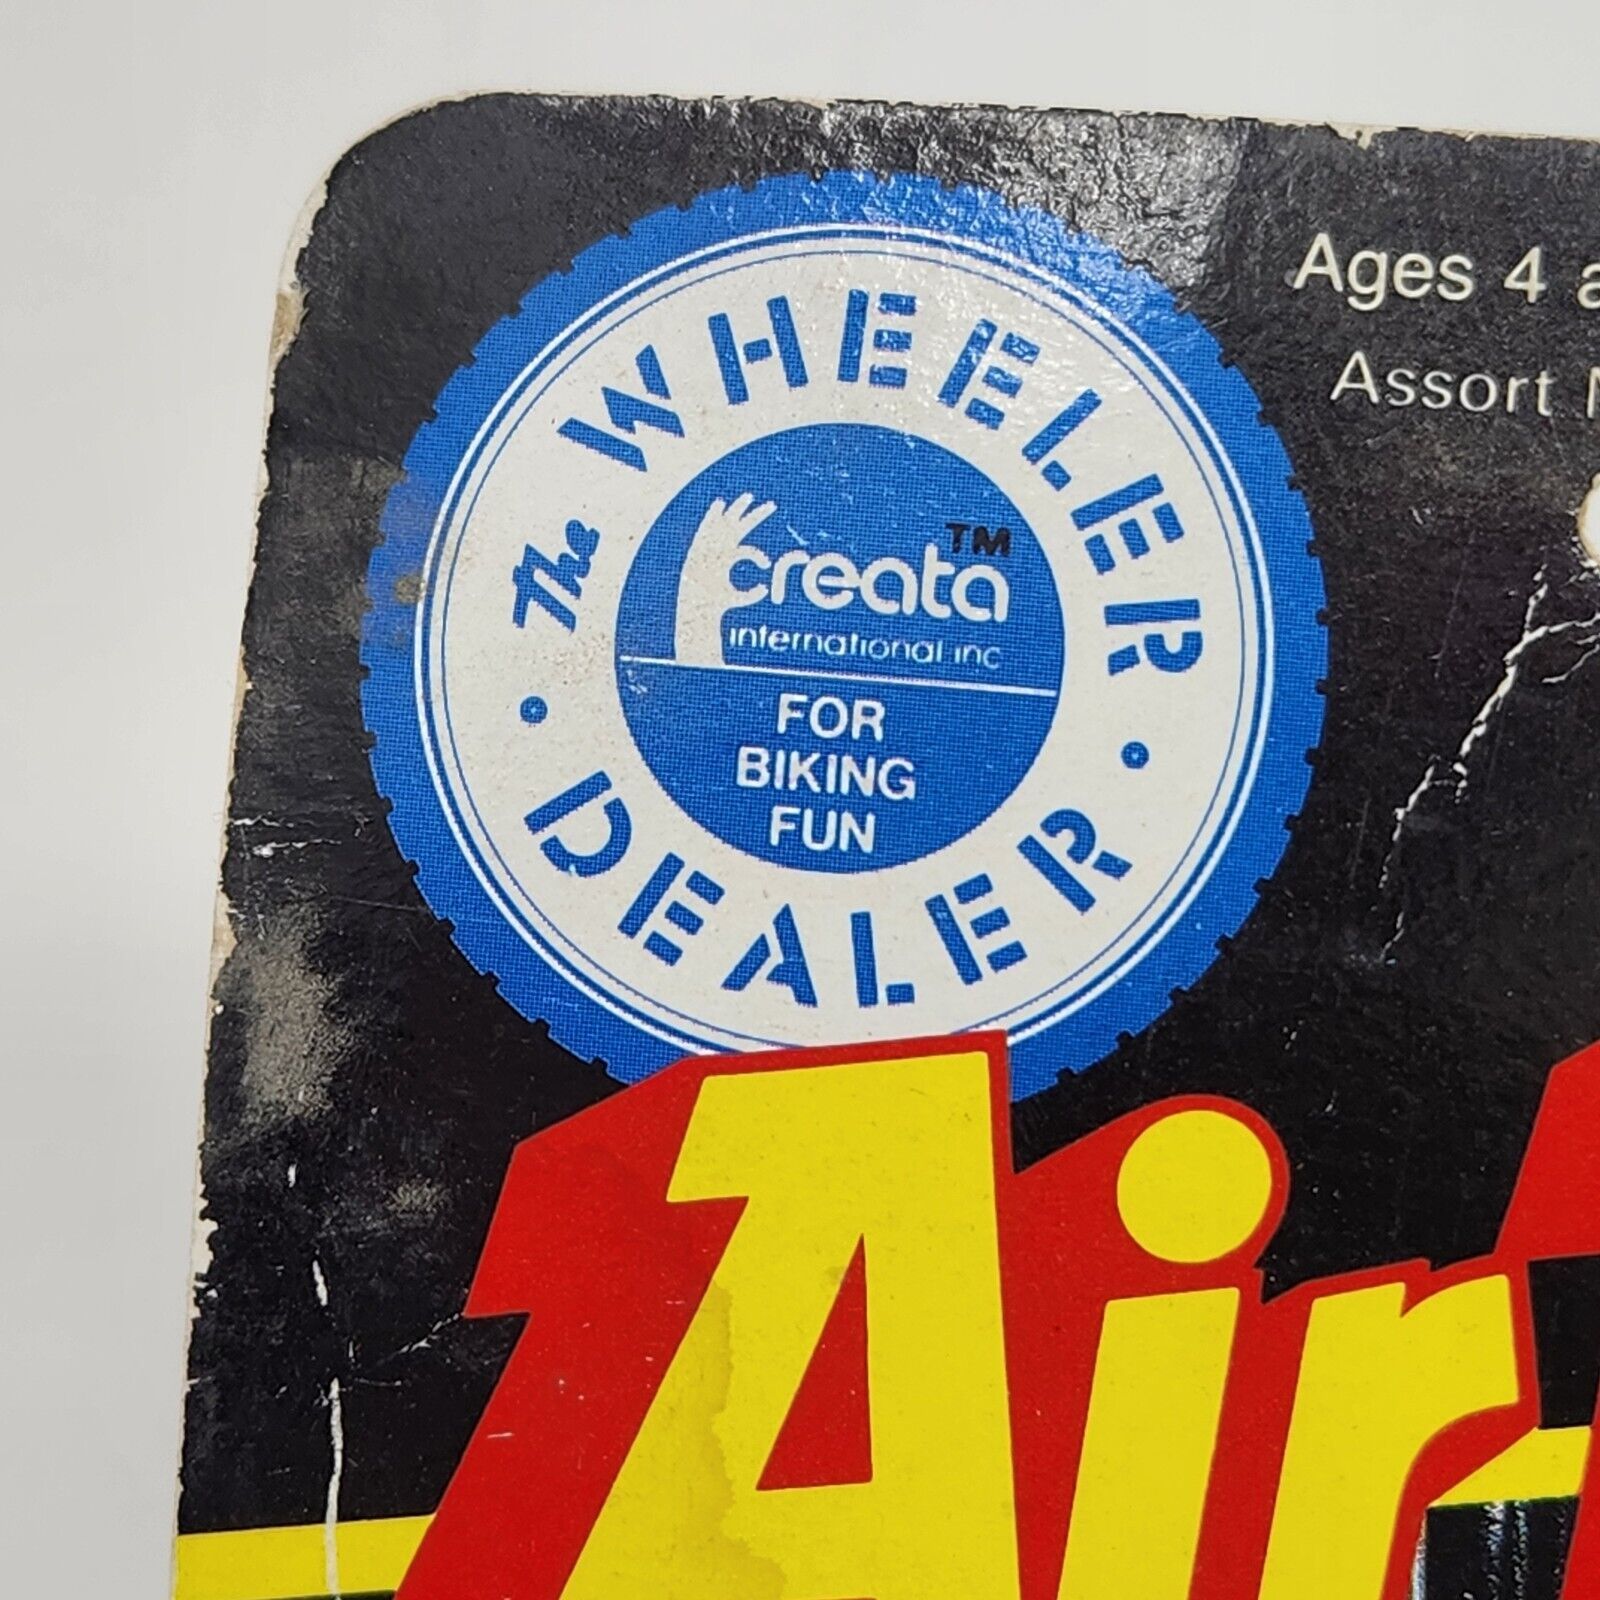 The WHEELER
creata™
international inc
FOR
BIKING
FUN
DEALER
Ages 4
Assort
Air